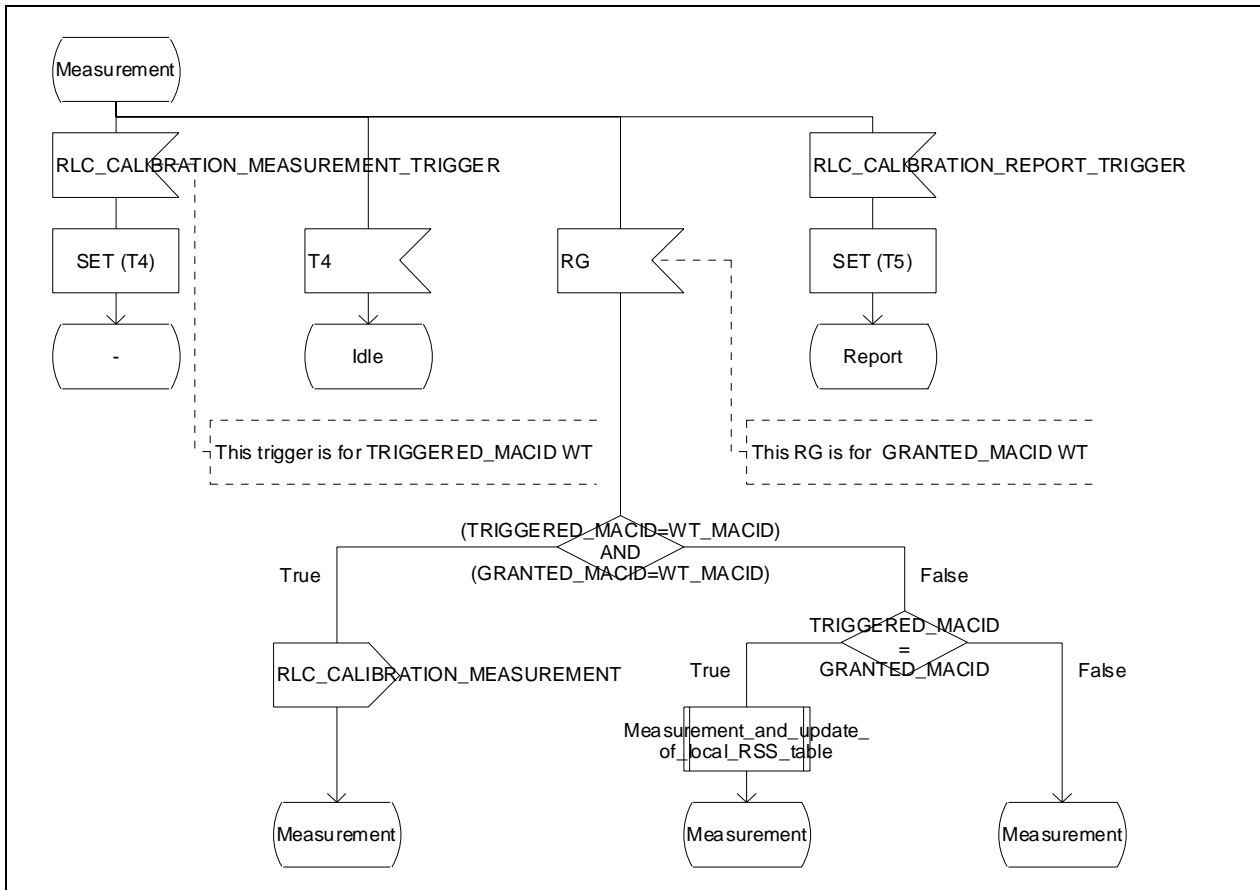 Measurement
RLC_CALIBRATION_MEASUREMENT_TRIGGER
RLC_CALIBRATION_REPORT_TRIGGER
SET (T4)
T4
RG
SET (T5)
-
Idle
Report
This trigger is for TRIGGERED_MACID WT
This RG is for GRANTED_MACID WT
(TRIGGERED_MACID=WT_MACID)
AND
(GRANTED_MACID=WT_MACID)
True
False
TRIGGERED_MACID
=
GRANTED_MACID
True
False
RLC_CALIBRATION_MEASUREMENT
Measurement_and_update_
of_local_RSS_table
Measurement
Measurement
Measurement